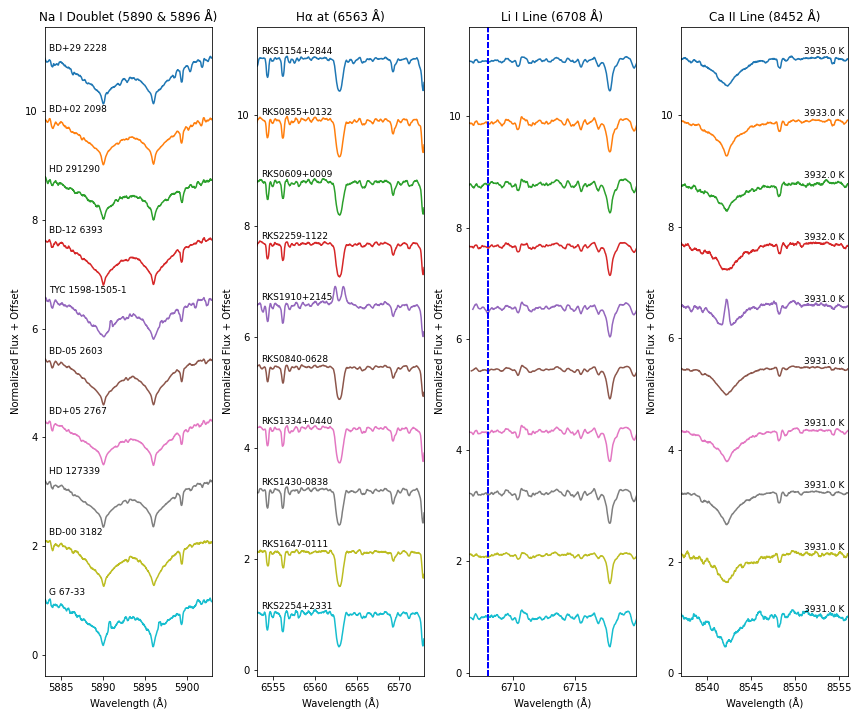 Na I Doublet (5890 & 5896 Å)
Hα at (6563 Å)
Li I Line (6708 Å)
Ca II Line (8452 Å)
BD+29 2228
RKS1154+2844
3935.0 K
BD+02 2098
RKS0855+0132
3933.0 K
HD 291290
RKS0609+0009
3932.0 K
BD-12 6393
RKS2259-1122
3932.0 K
TYC 1598-1505-1
RKS1910+2145
3931.0 K
BD-05 2603
RKS0840-0628
3931.0 K
BD+05 2767
RKS1334+0440
3931.0 K
HD 127339
RKS1430-0838
3931.0 K
BD-00 3182
RKS1647-0111
3931.0 K
G 67-33
RKS2254+2331
3931.0 K
Normalized Flux + Offset
10
8
6
4
2
0
5885 5890 5895 5900
Wavelength (Å)
Normalized Flux + Offset
10
8
6
4
2
0
6555 6560 6565 6570
Wavelength (Å)
Normalized Flux + Offset
10
8
6
4
2
0
6710 6715
Wavelength (Å)
Normalized Flux + Offset
10
8
6
4
2
0
8540 8545 8550 8555
Wavelength (Å)